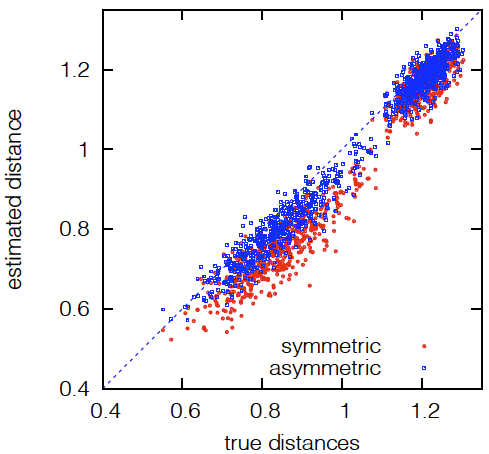 1.2
1
0.8
0.6
0.4
estimated distance
symmetric
asymmetric
0.4 0.6 0.8 1 1.2
true distances